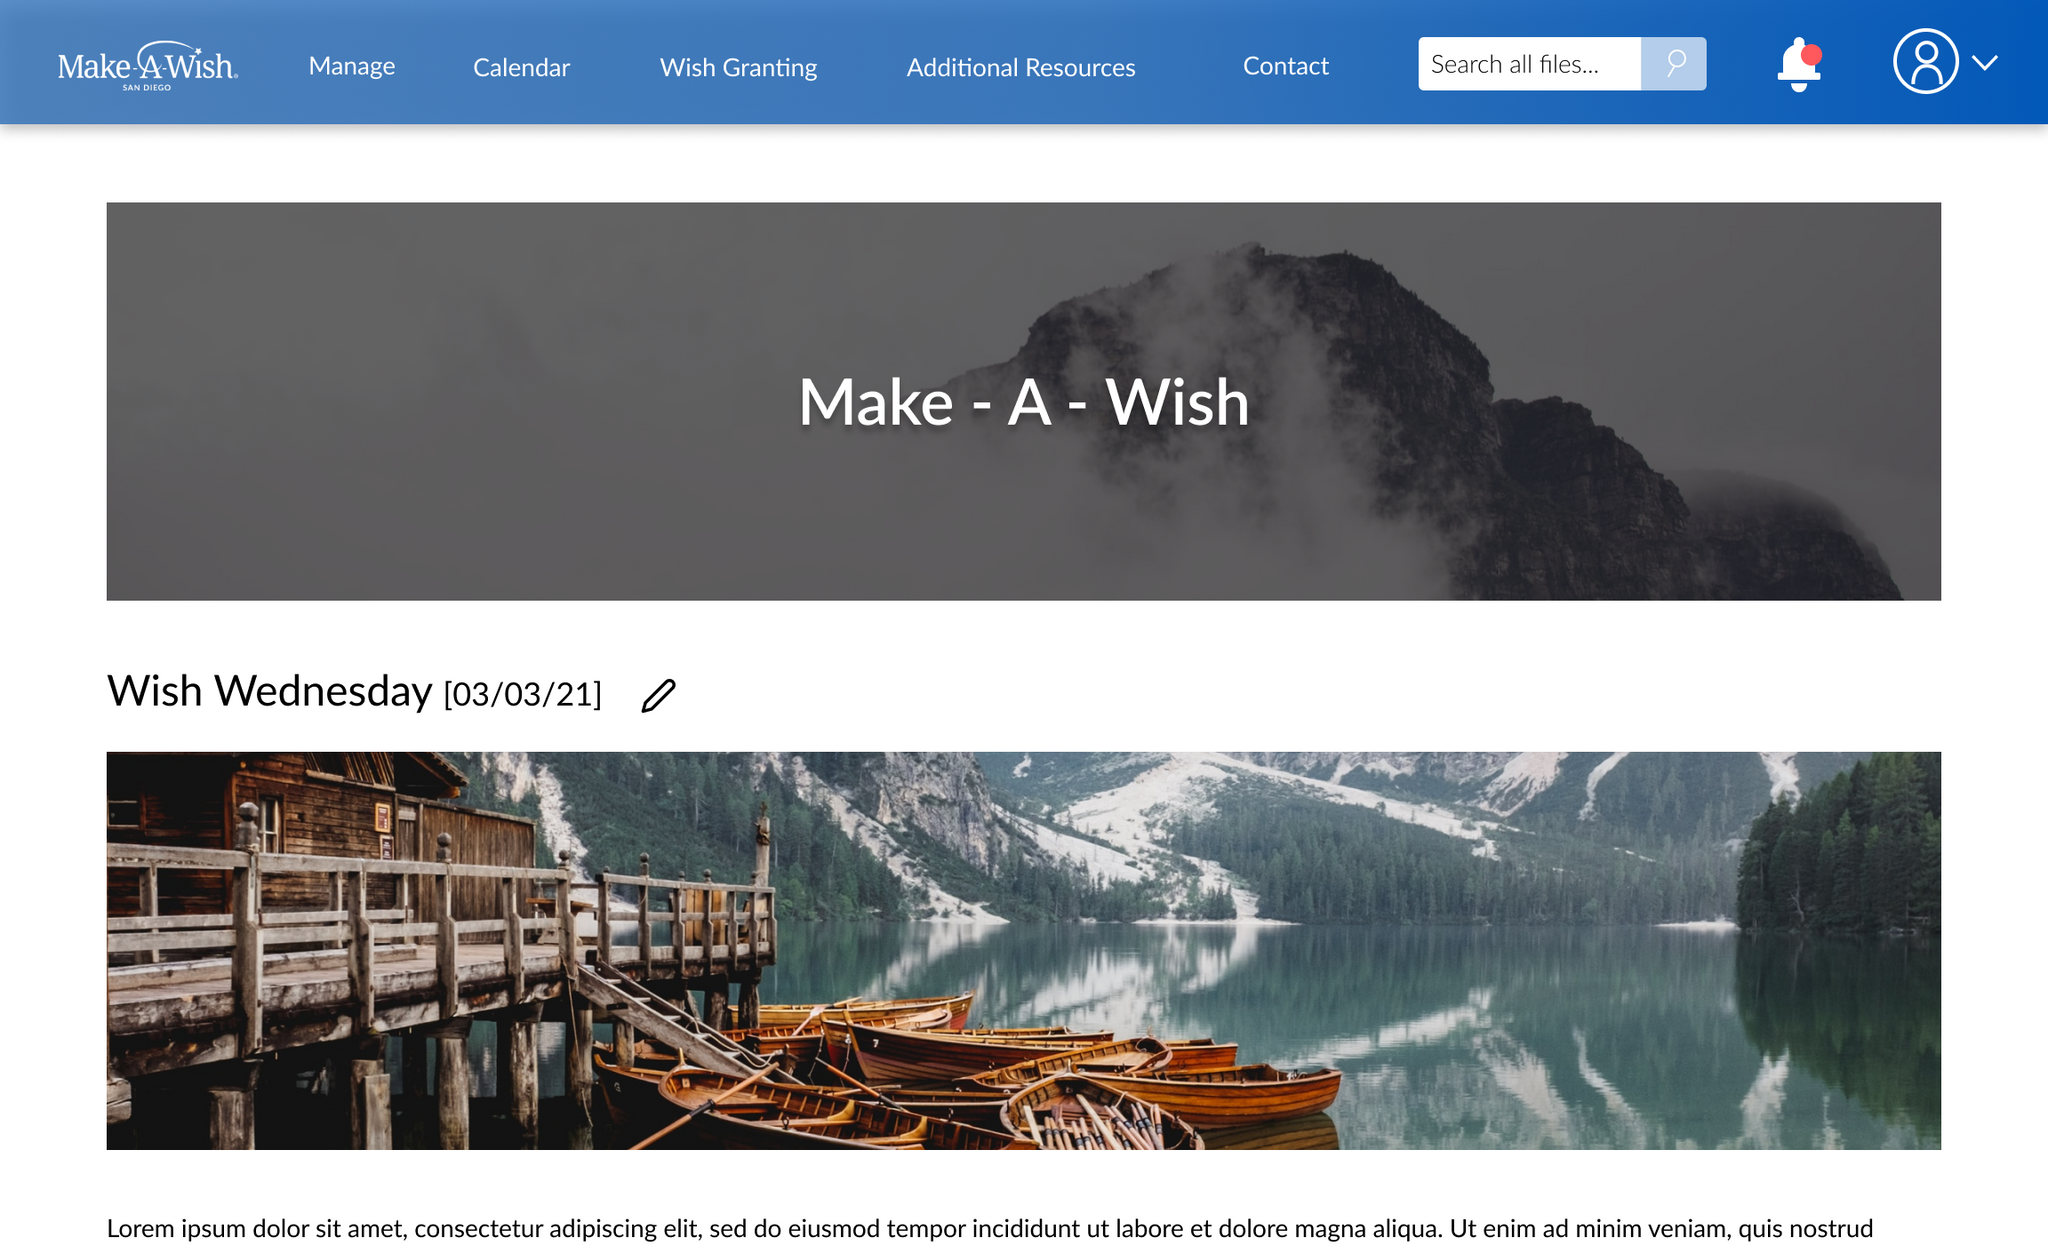 Make-A-Wish®
SAN DIEGO
Manage
Calendar
Wish Granting
Additional Resources
Contact
Search all files...
Make - A - Wish
Wish Wednesday [03/03/21]
Lorem ipsum dolor sit amet, consectetur adipiscing elit, sed do eiusmod tempor incididunt ut labore et dolore magna aliqua. Ut enim ad minim veniam, quis nostrud